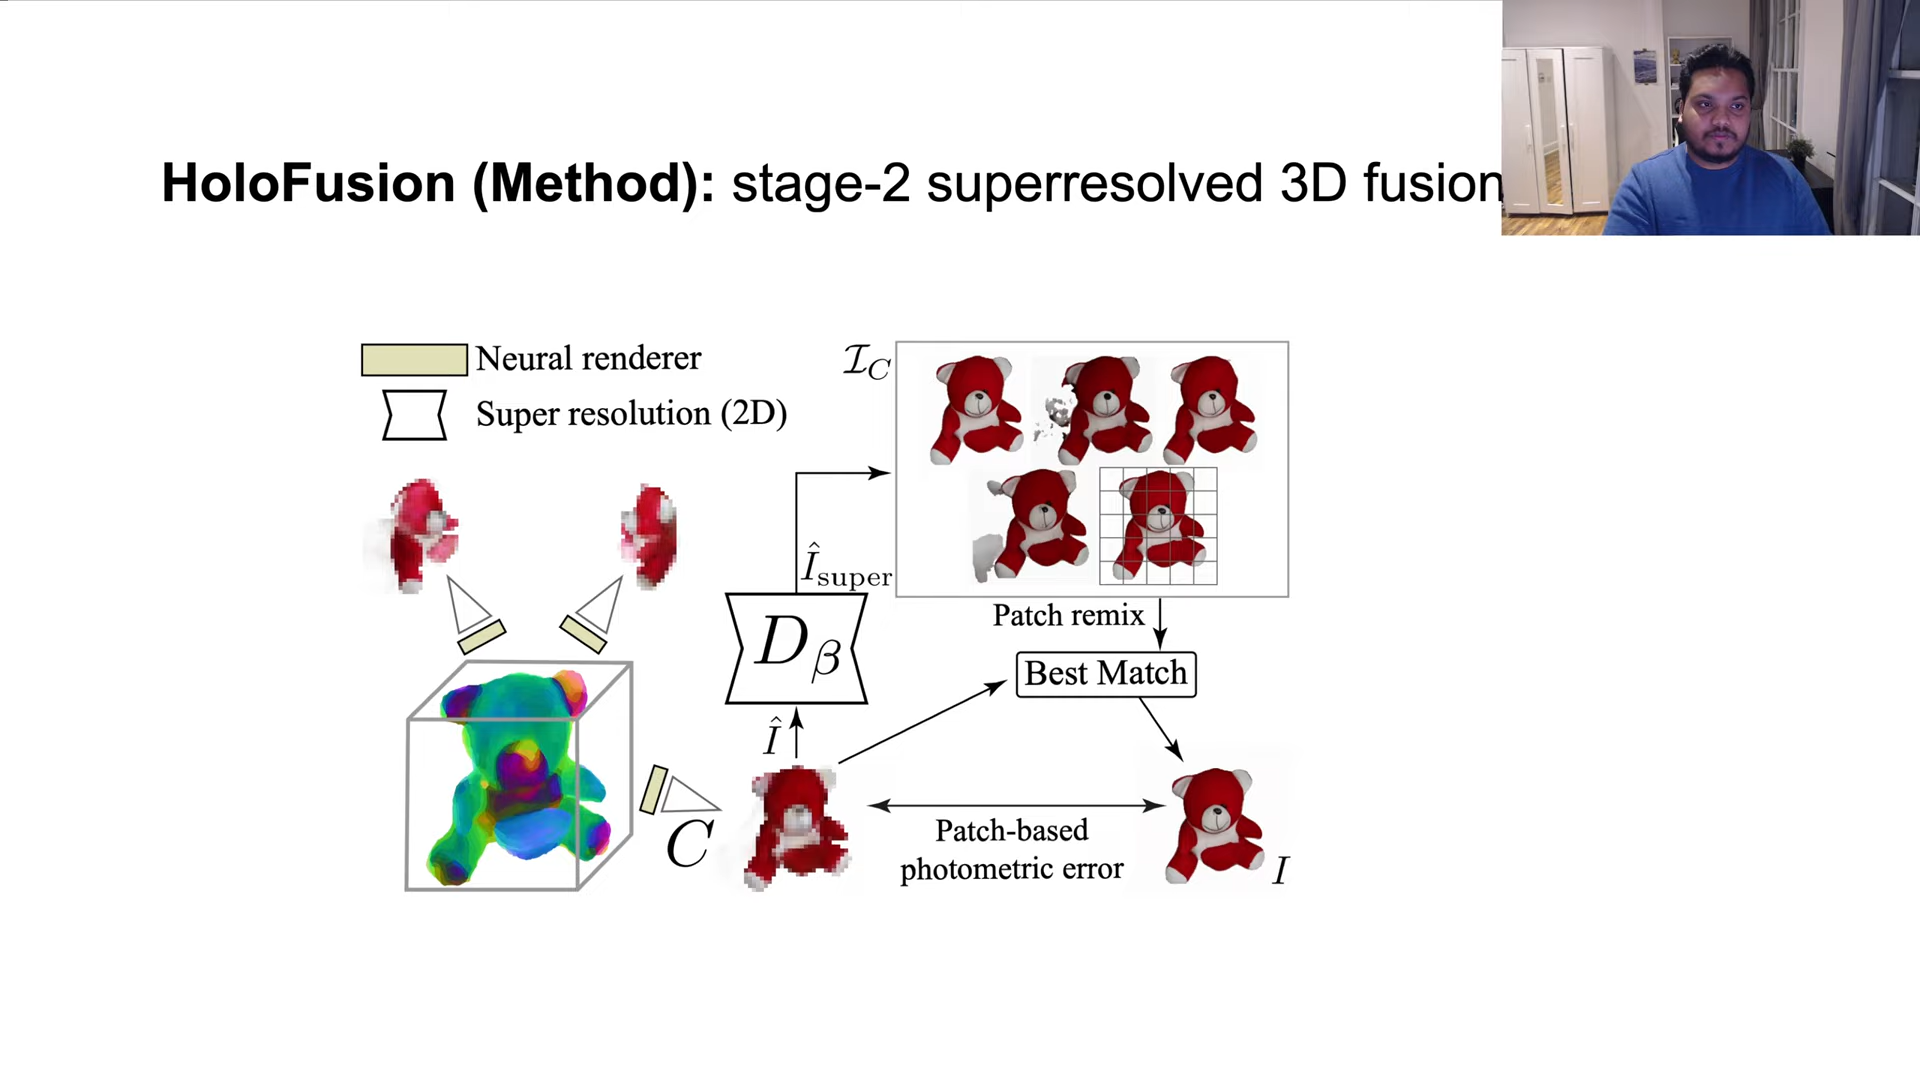 HoloFusion (Method): stage-2 superresolved 3D fusion
Neural renderer
Super resolution (2D)
𝓘_C
Î_super
D_β
Î
C
Patch remix
Best Match
Patch-based
photometric error
I